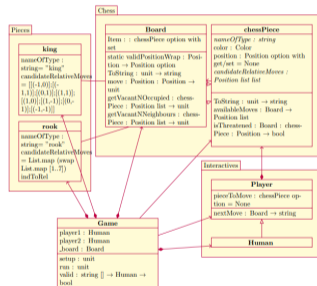 Chess
Pieces
king
nameOfType :
string= "king"
candidateRelativeMoves
= [[(-1,0)];[(-
1,1)];[(0,1)];[(1,1)];
[(1,0)];[(1,-1)];[(0,-
1)];[(-1,-1)]]
rook
nameOfType :
string = "rook"
candidateRelativeMoves
= List.map (swap
List.map [1..7])
indToRel
Board
Item : chessPiece option with
set
static validPositionWrap : Posi-
tion → Position option
ToString : unit → string
move : Position : Position →
unit
getVacantNOccupied : chess-
Piece : Position list → unit
getVacantNNeighbours : chess-
Piece : Position list → unit
chessPiece
nameOfType : string
color : Color
position : Position option with
get/set = None
candidateRelativeMoves :
Position list list
ToString : unit → string
availableMoves : Board →
Position list
isThreatened : Board : chess-
Piece : Position → bool
Interactives
Player
pieceToMove : chessPiece op-
tion = None
nextMove : Board → string
Human
Game
player1 : Human
player2 : Human
_board : Board
setup : unit
run : unit
valid : string [] → Human →
bool